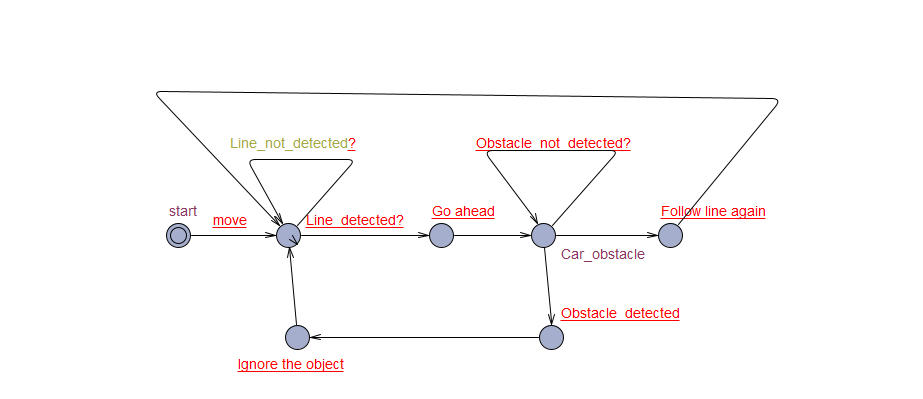 Line_not_detected?
Obstacle_not_detected?
start
move
Line_detected?
Go ahead
Follow line again
Car_obstacle
Obstacle_detected
Ignore the object